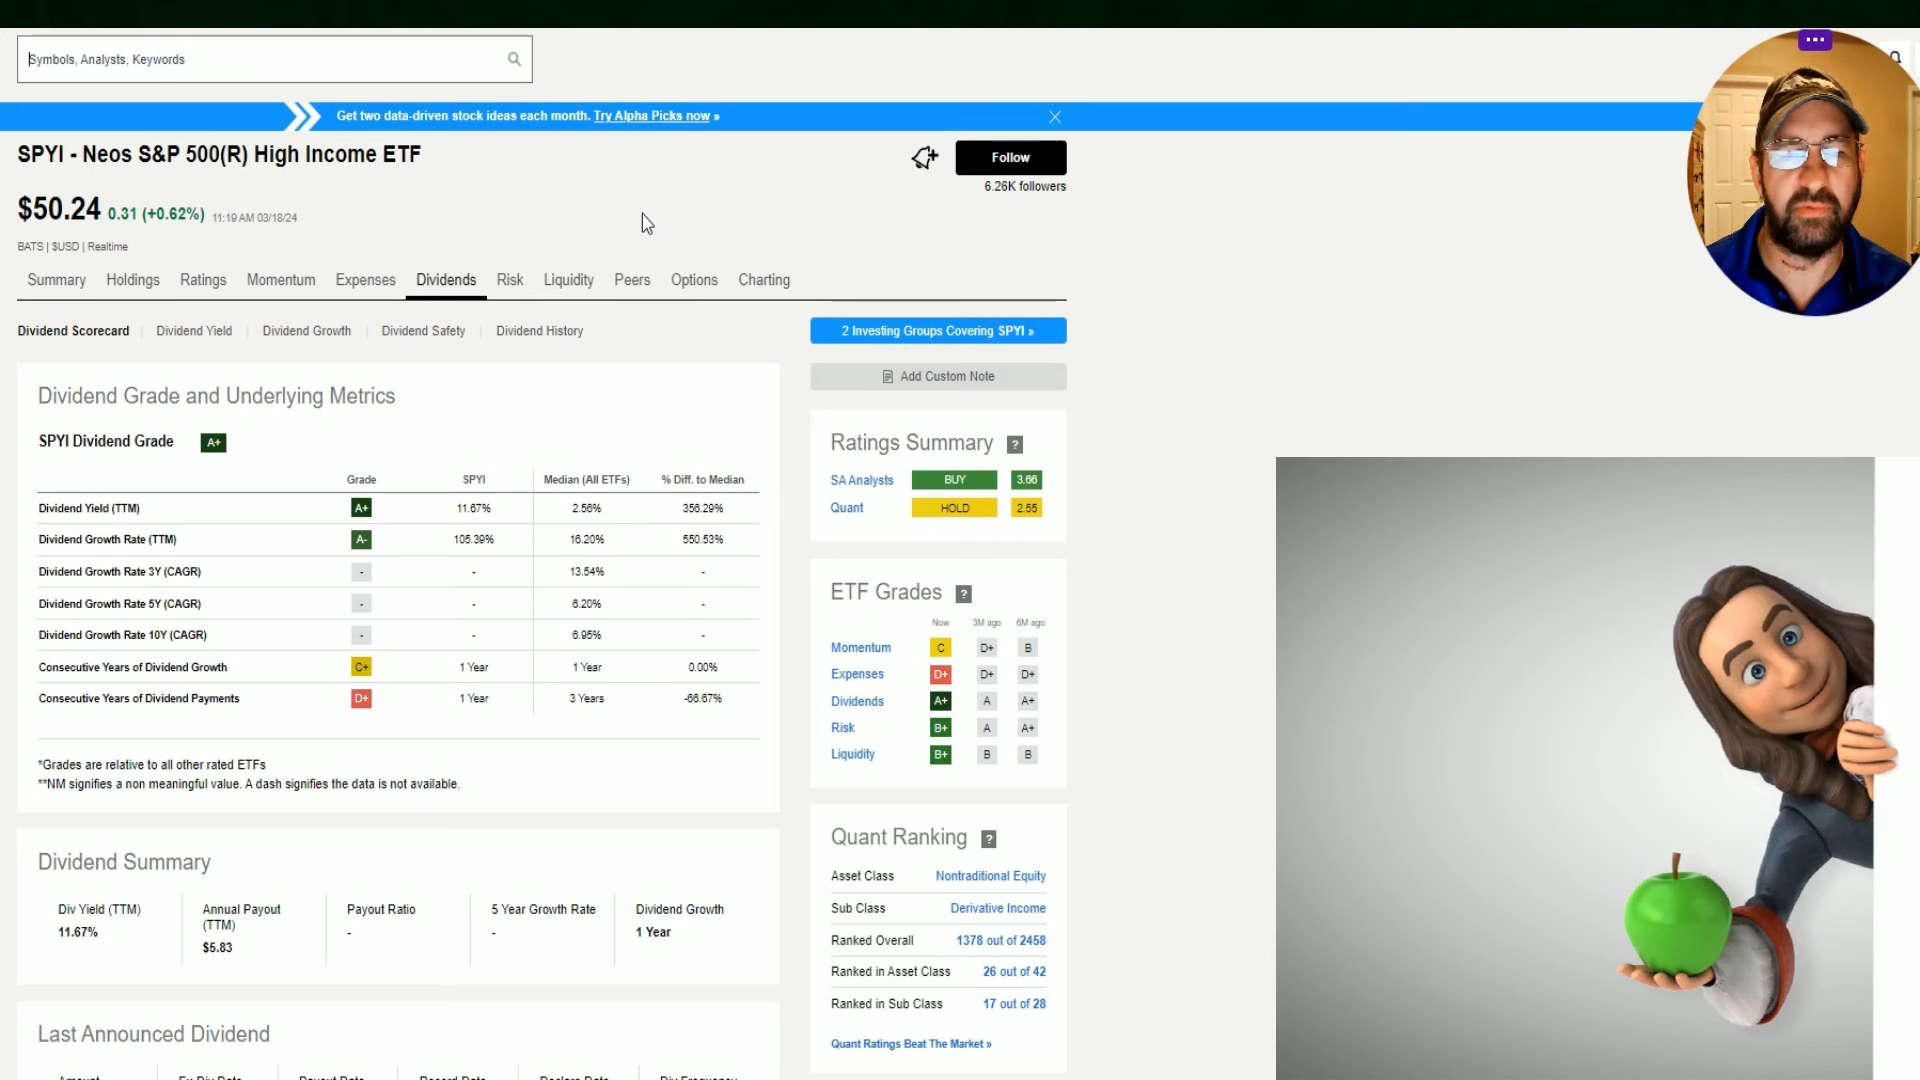 Symbols, Analysts, Keywords
Get two data-driven stock ideas each month. Try Alpha Picks now »
SPYI - Neos S&P 500(R) High Income ETF
Follow
6.26K followers
$50.24 0.31 (+0.62%) 11:19 AM 03/18/24
BATS | $USD | Realtime
Summary Holdings Ratings Momentum Expenses Dividends Risk Liquidity Peers Options Charting
Dividend Scorecard | Dividend Yield | Dividend Growth | Dividend Safety | Dividend History
2 Investing Groups Covering SPYI »
Add Custom Note
Dividend Grade and Underlying Metrics
SPYI Dividend Grade A+
Grade SPYI Median (All ETFs) % Diff. to Median
Dividend Yield (TTM) A+ 11.67% 2.56% 356.29%
Dividend Growth Rate (TTM) A- 105.39% 16.20% 550.53%
Dividend Growth Rate 3Y (CAGR) - - 13.54% -
Dividend Growth Rate 5Y (CAGR) - - 6.20% -
Dividend Growth Rate 10Y (CAGR) - - 6.95% -
Consecutive Years of Dividend Growth C+ 1 Year 1 Year 0.00%
Consecutive Years of Dividend Payments D+ 1 Year 3 Years -66.67%
*Grades are relative to all other rated ETFs
**NM signifies a non meaningful value. A dash signifies the data is not available.
Dividend Summary
Div Yield (TTM)
11.67%
Annual Payout
(TTM)
$5.83
Payout Ratio
-
5 Year Growth Rate
-
Dividend Growth
1 Year
Last Announced Dividend
Amount Ex-Div Date Payout Date Record Date Declare Date Div Frequency
Ratings Summary ?
SA Analysts BUY 3.66
Quant HOLD 2.55
ETF Grades ?
Now 3M ago 6M ago
Momentum C D+ B
Expenses D+ D+ D+
Dividends A+ A A+
Risk B+ A A+
Liquidity B+ B B
Quant Ranking ?
Asset Class Nontraditional Equity
Sub Class Derivative Income
Ranked Overall 1378 out of 2458
Ranked in Asset Class 26 out of 42
Ranked in Sub Class 17 out of 28
Quant Ratings Beat The Market »